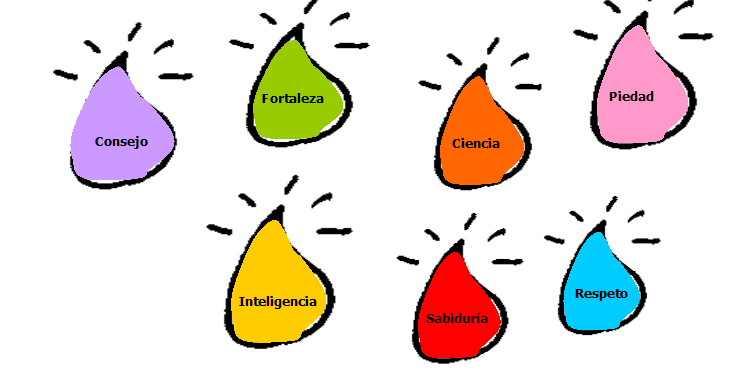 Consejo
Fortaleza
Ciencia
Piedad
Inteligencia
Sabiduría
Respeto